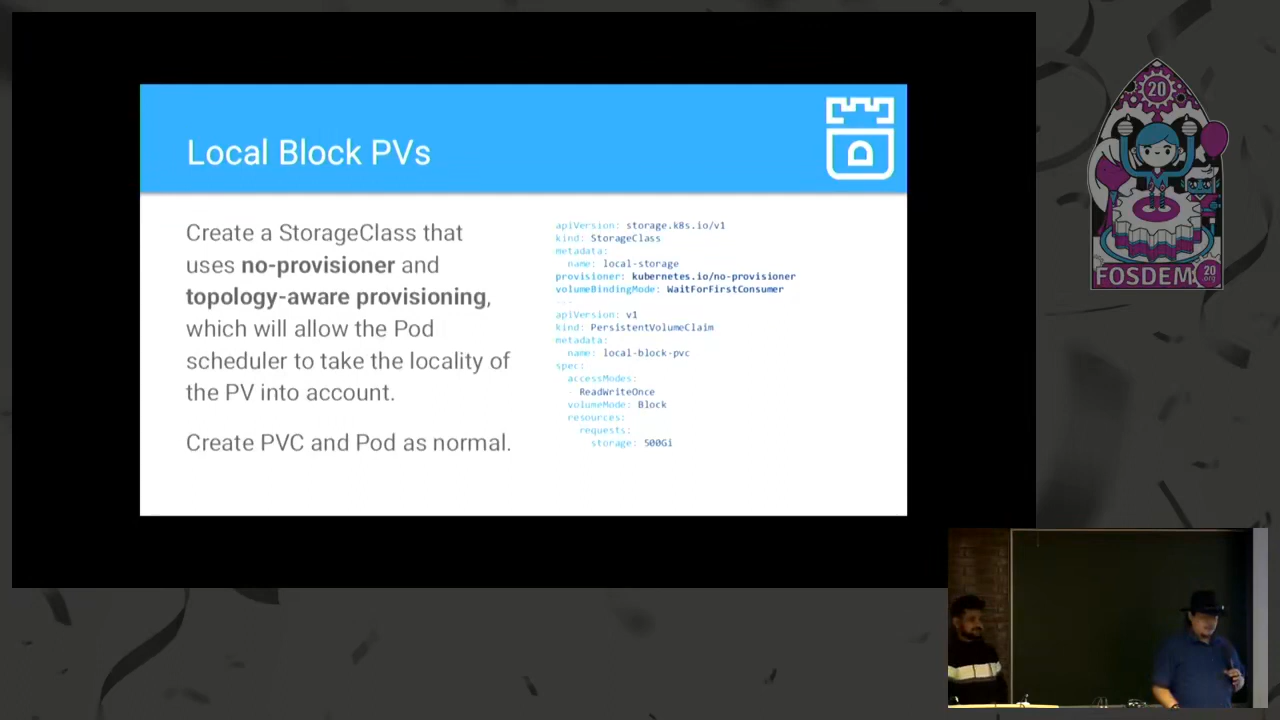 Local Block PVs
Create a StorageClass that
uses no-provisioner and
topology-aware provisioning,
which will allow the Pod
scheduler to take the locality of
the PV into account.
Create PVC and Pod as normal.
apiVersion: storage.k8s.io/v1
kind: StorageClass
metadata:
  name: local-storage
provisioner: kubernetes.io/no-provisioner
volumeBindingMode: WaitForFirstConsumer
---
apiVersion: v1
kind: PersistentVolumeClaim
metadata:
  name: local-block-pvc
spec:
  accessModes:
  - ReadWriteOnce
  volumeMode: Block
  resources:
    requests:
      storage: 500Gi
20
FOSDEM
20
.org